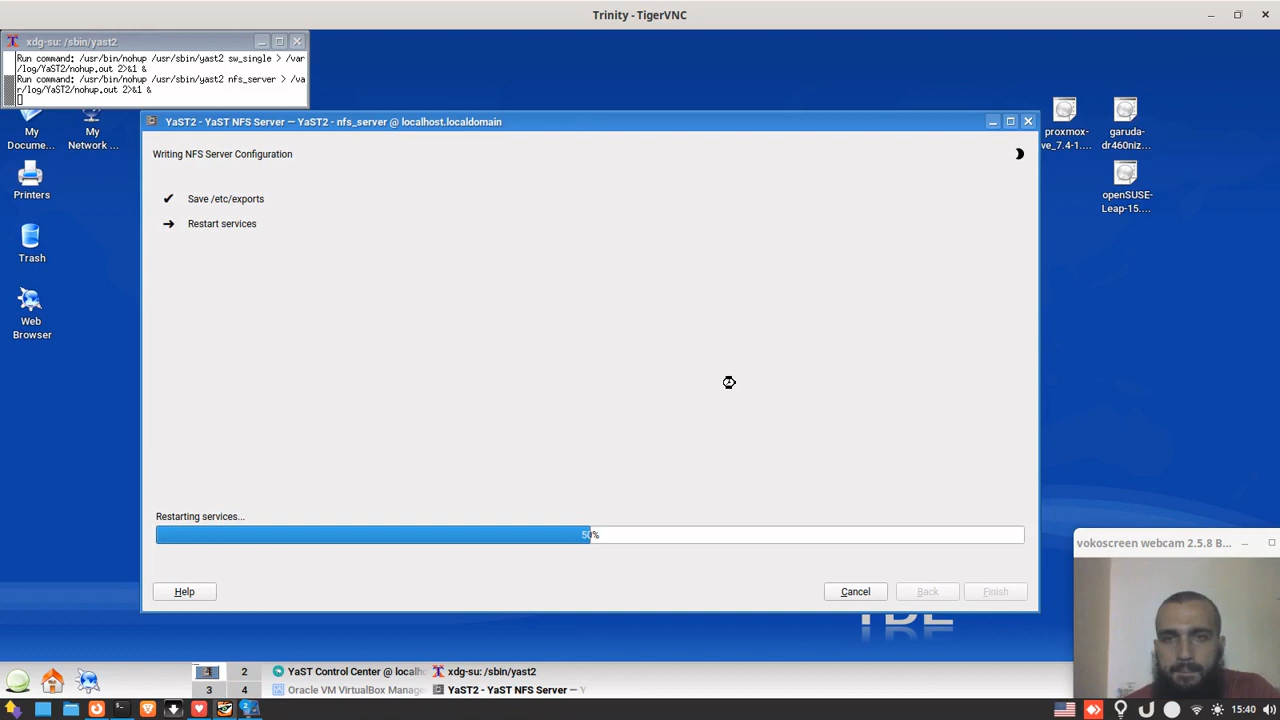 Trinity - TigerVNC
xdg-su: /sbin/yast2
Run command: /usr/bin/nohup /usr/sbin/yast2 sw_single > /var
/log/YaST2/nohup.out 2>&1 &
Run command: /usr/bin/nohup /usr/sbin/yast2 nfs_server > /va
r/log/YaST2/nohup.out 2>&1 &
My
Docume...
My
Network ...
Printers
Trash
Web
Browser
proxmox-
ve_7.4-1....
garuda-
dr460niz...
openSUSE-
Leap-15....
YaST2 - YaST NFS Server — YaST2 - nfs_server @ localhost.localdomain
Writing NFS Server Configuration
Save /etc/exports
Restart services
Restarting services...
50%
Help
Cancel
Back
Finish
TDE
vokoscreen webcam 2.5.8 B...
1
2
3
4
YaST Control Center @ localh
xdg-su: /sbin/yast2
Oracle VM VirtualBox Manage
YaST2 - YaST NFS Server —
2
15:40